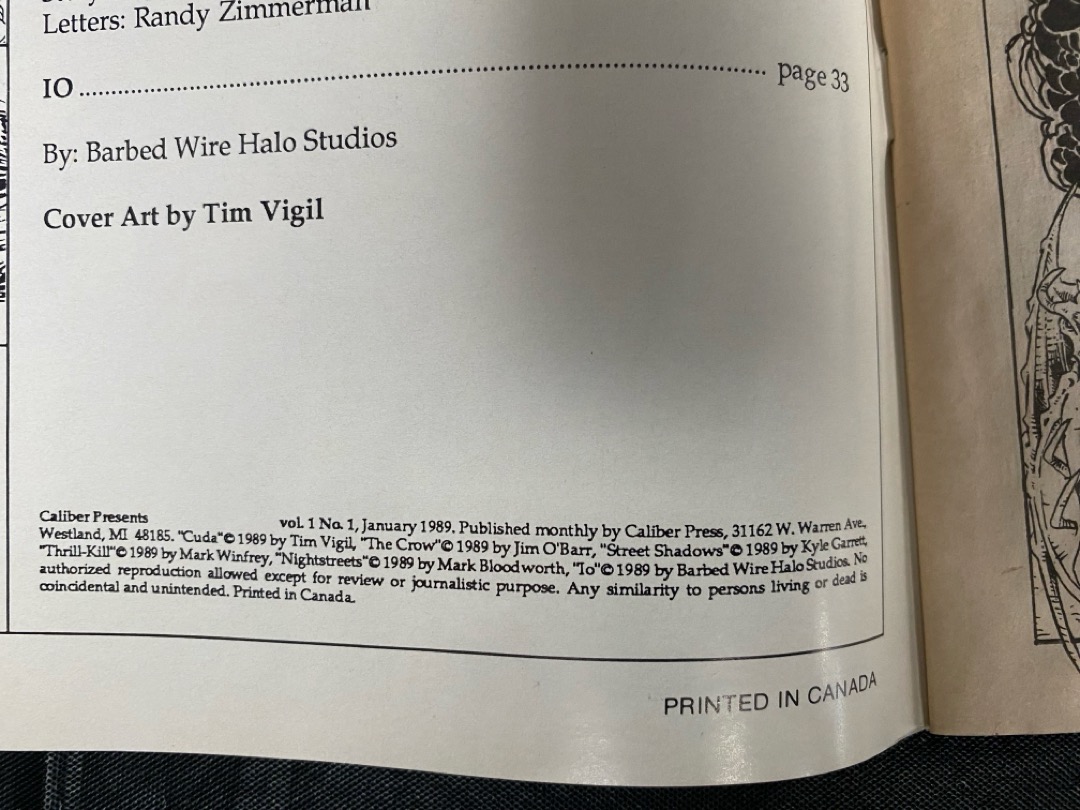 Letters: Randy Zimmerman
IO ........................................................................................................ page 33
By: Barbed Wire Halo Studios
Cover Art by Tim Vigil
Caliber Presents vol. 1 No. 1, January 1989. Published monthly by Caliber Press, 31162 W. Warren Ave,
Westland, MI 48185. "Cuda"© 1989 by Tim Vigil, "The Crow"© 1989 by Jim O'Barr, "Street Shadows"© 1989 by Kyle Garrett,
"Thrill-Kill"© 1989 by Mark Winfrey, "Nightstreets"© 1989 by Mark Bloodworth, "Io"© 1989 by Barbed Wire Halo Studios. No
authorized reproduction allowed except for review or journalistic purpose. Any similarity to persons living or dead is
coincidental and unintended. Printed in Canada.
PRINTED IN CANADA